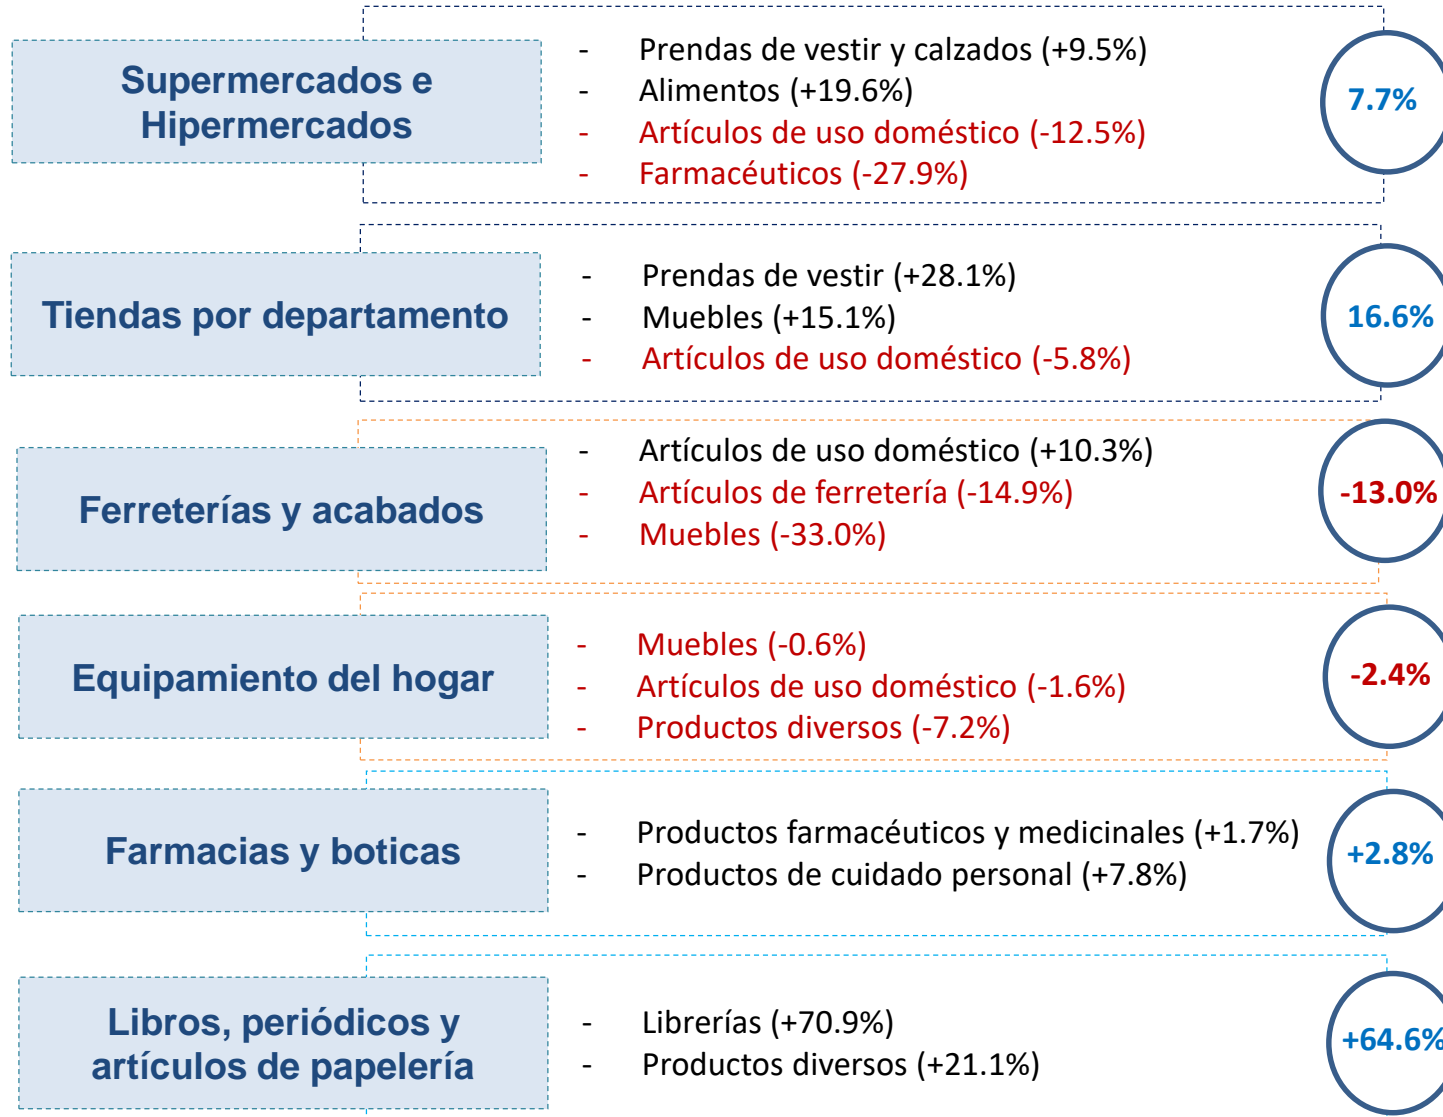 Supermercados e
Hipermercados
- Prendas de vestir y calzados (+9.5%)
- Alimentos (+19.6%)
- Artículos de uso doméstico (-12.5%)
- Farmacéuticos (-27.9%)
7.7%
Tiendas por departamento
- Prendas de vestir (+28.1%)
- Muebles (+15.1%)
- Artículos de uso doméstico (-5.8%)
16.6%
Ferreterías y acabados
- Artículos de uso doméstico (+10.3%)
- Artículos de ferretería (-14.9%)
- Muebles (-33.0%)
-13.0%
Equipamiento del hogar
- Muebles (-0.6%)
- Artículos de uso doméstico (-1.6%)
- Productos diversos (-7.2%)
-2.4%
Farmacias y boticas
- Productos farmacéuticos y medicinales (+1.7%)
- Productos de cuidado personal (+7.8%)
+2.8%
Libros, periódicos y
artículos de papelería
- Librerías (+70.9%)
- Productos diversos (+21.1%)
+64.6%